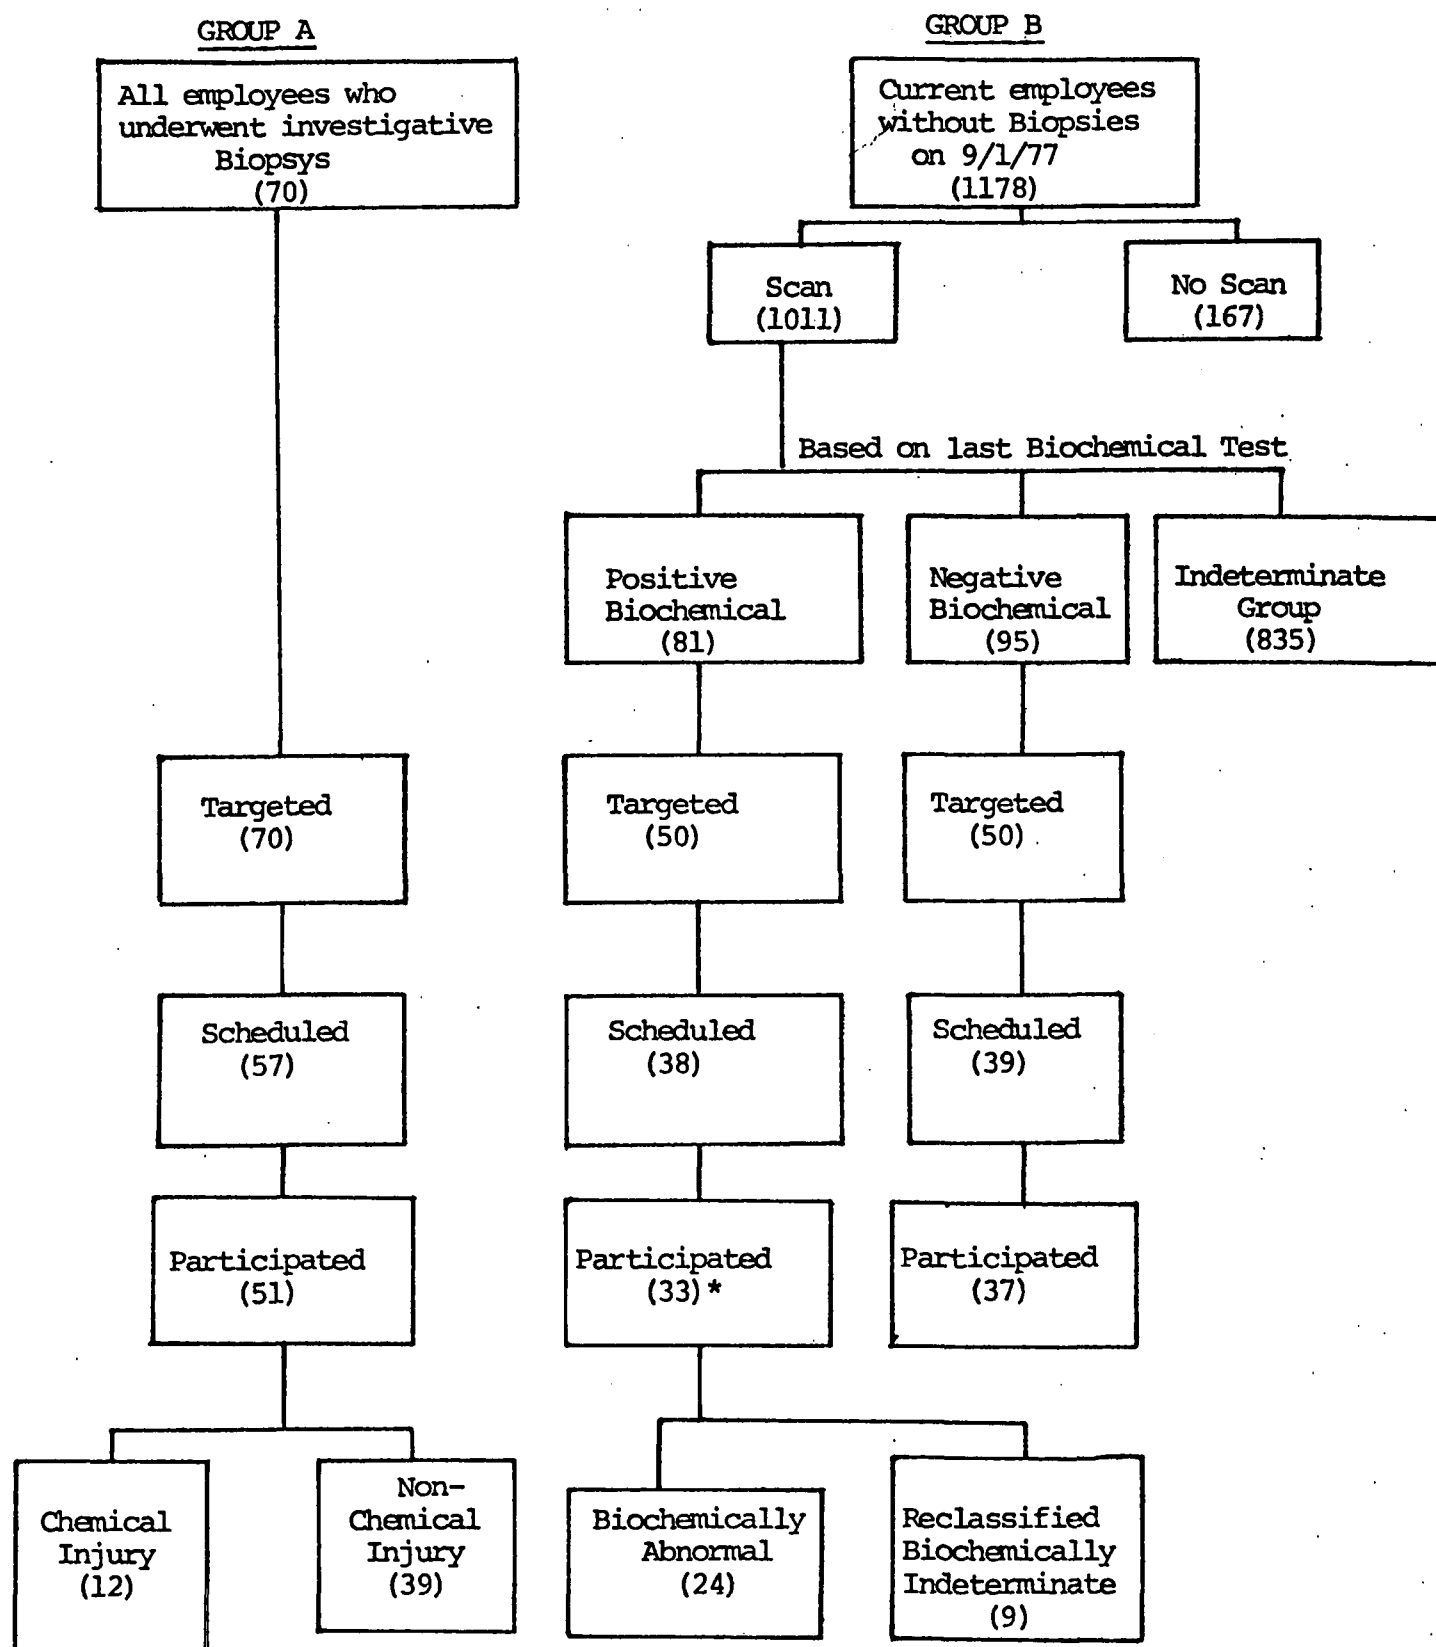 GROUP A
All employees who
underwent investigative
Biopsys
(70)
GROUP B
Current employees
without Biopsies
on 9/1/77
(1178)
Scan
(1011)
No Scan
(167)
Based on last Biochemical Test
Positive
Biochemical
(81)
Negative
Biochemical
(95)
Indeterminate
Group
(835)
Targeted
(70)
Targeted
(50)
Targeted
(50)
Scheduled
(57)
Scheduled
(38)
Scheduled
(39)
Participated
(51)
Participated
(33)*
Participated
(37)
Chemical
Injury
(12)
Non-
Chemical
Injury
(39)
Biochemically
Abnormal
(24)
Reclassified
Biochemically
Indeterminate
(9)